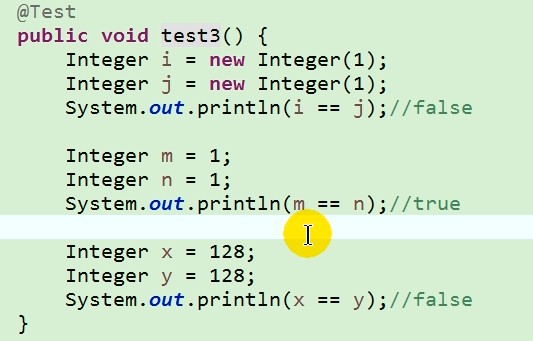 @Test
public void test3() {
    Integer i = new Integer(1);
    Integer j = new Integer(1);
    System.out.println(i == j);//false
    Integer m = 1;
    Integer n = 1;
    System.out.println(m == n);//true
    Integer x = 128;
    Integer y = 128;
    System.out.println(x == y);//false
}